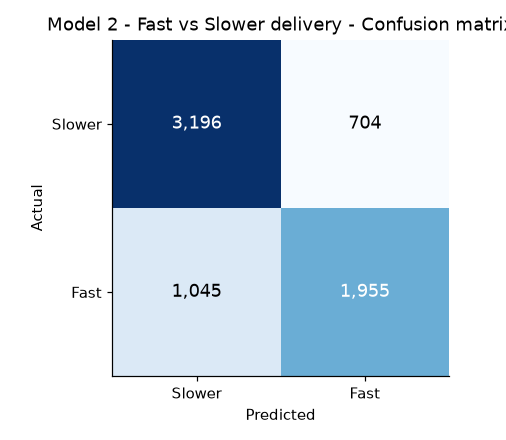 Model 2 - Fast vs Slower delivery - Confusion matrix
Slower
3,196
704
Actual
Fast
1,045
1,955
Slower
Fast
Predicted